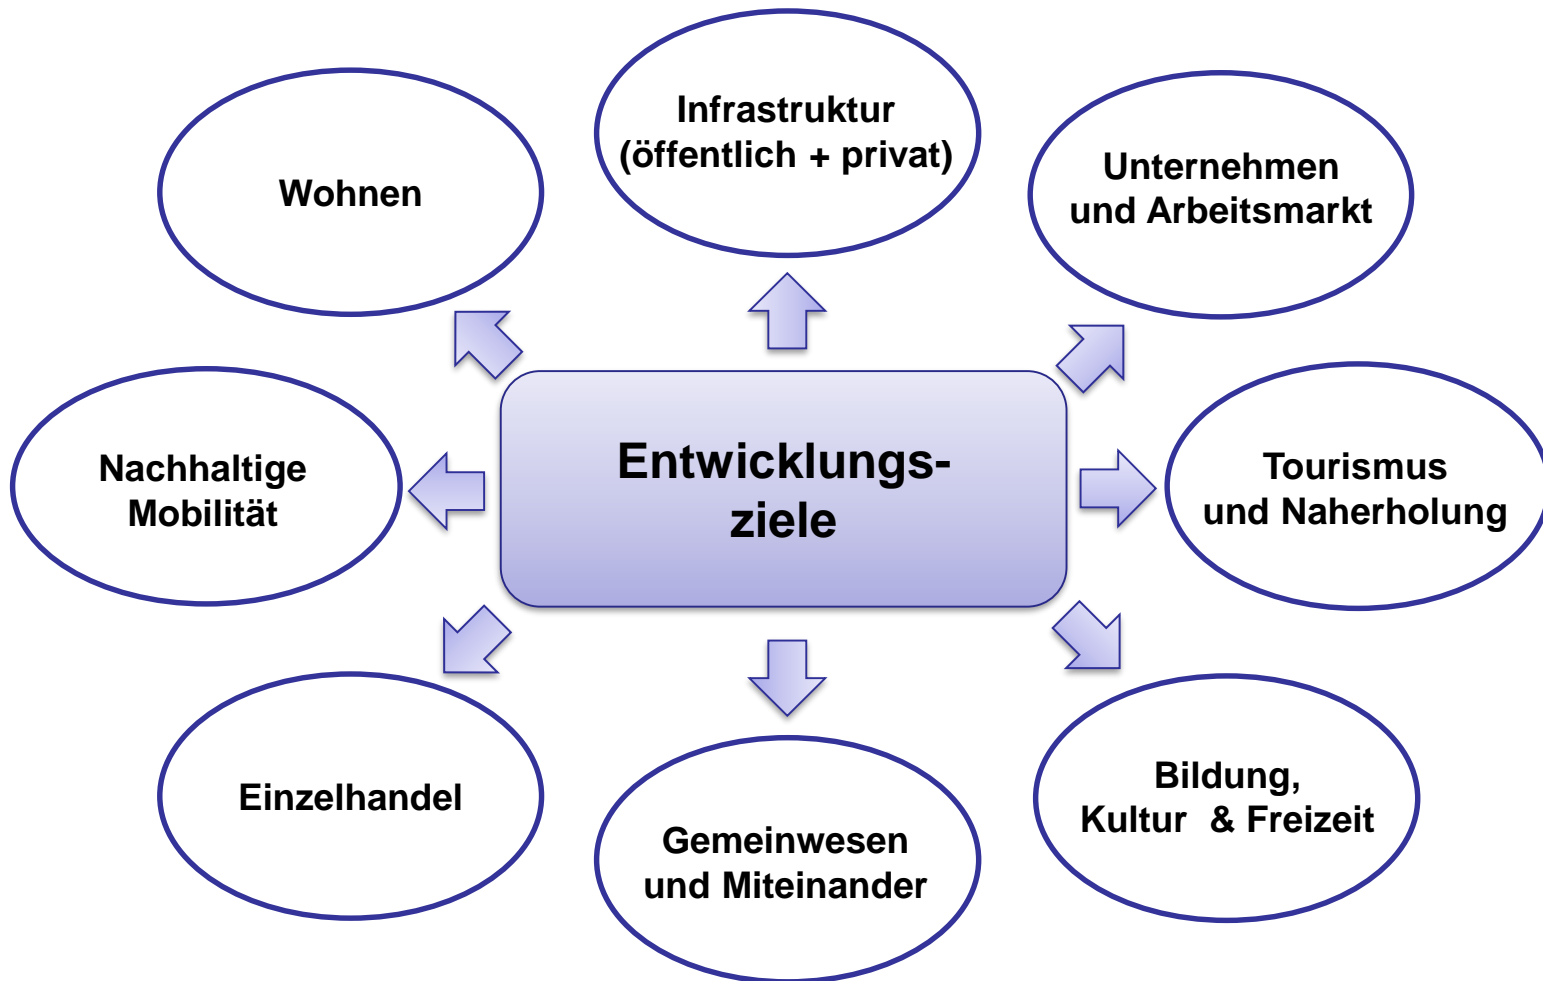 Infrastruktur
(öffentlich + privat)
Wohnen
Unternehmen
und Arbeitsmarkt
Nachhaltige
Mobilität
Entwicklungs-
ziele
Tourismus
und Naherholung
Einzelhandel
Gemeinwesen
und Miteinander
Bildung,
Kultur  & Freizeit